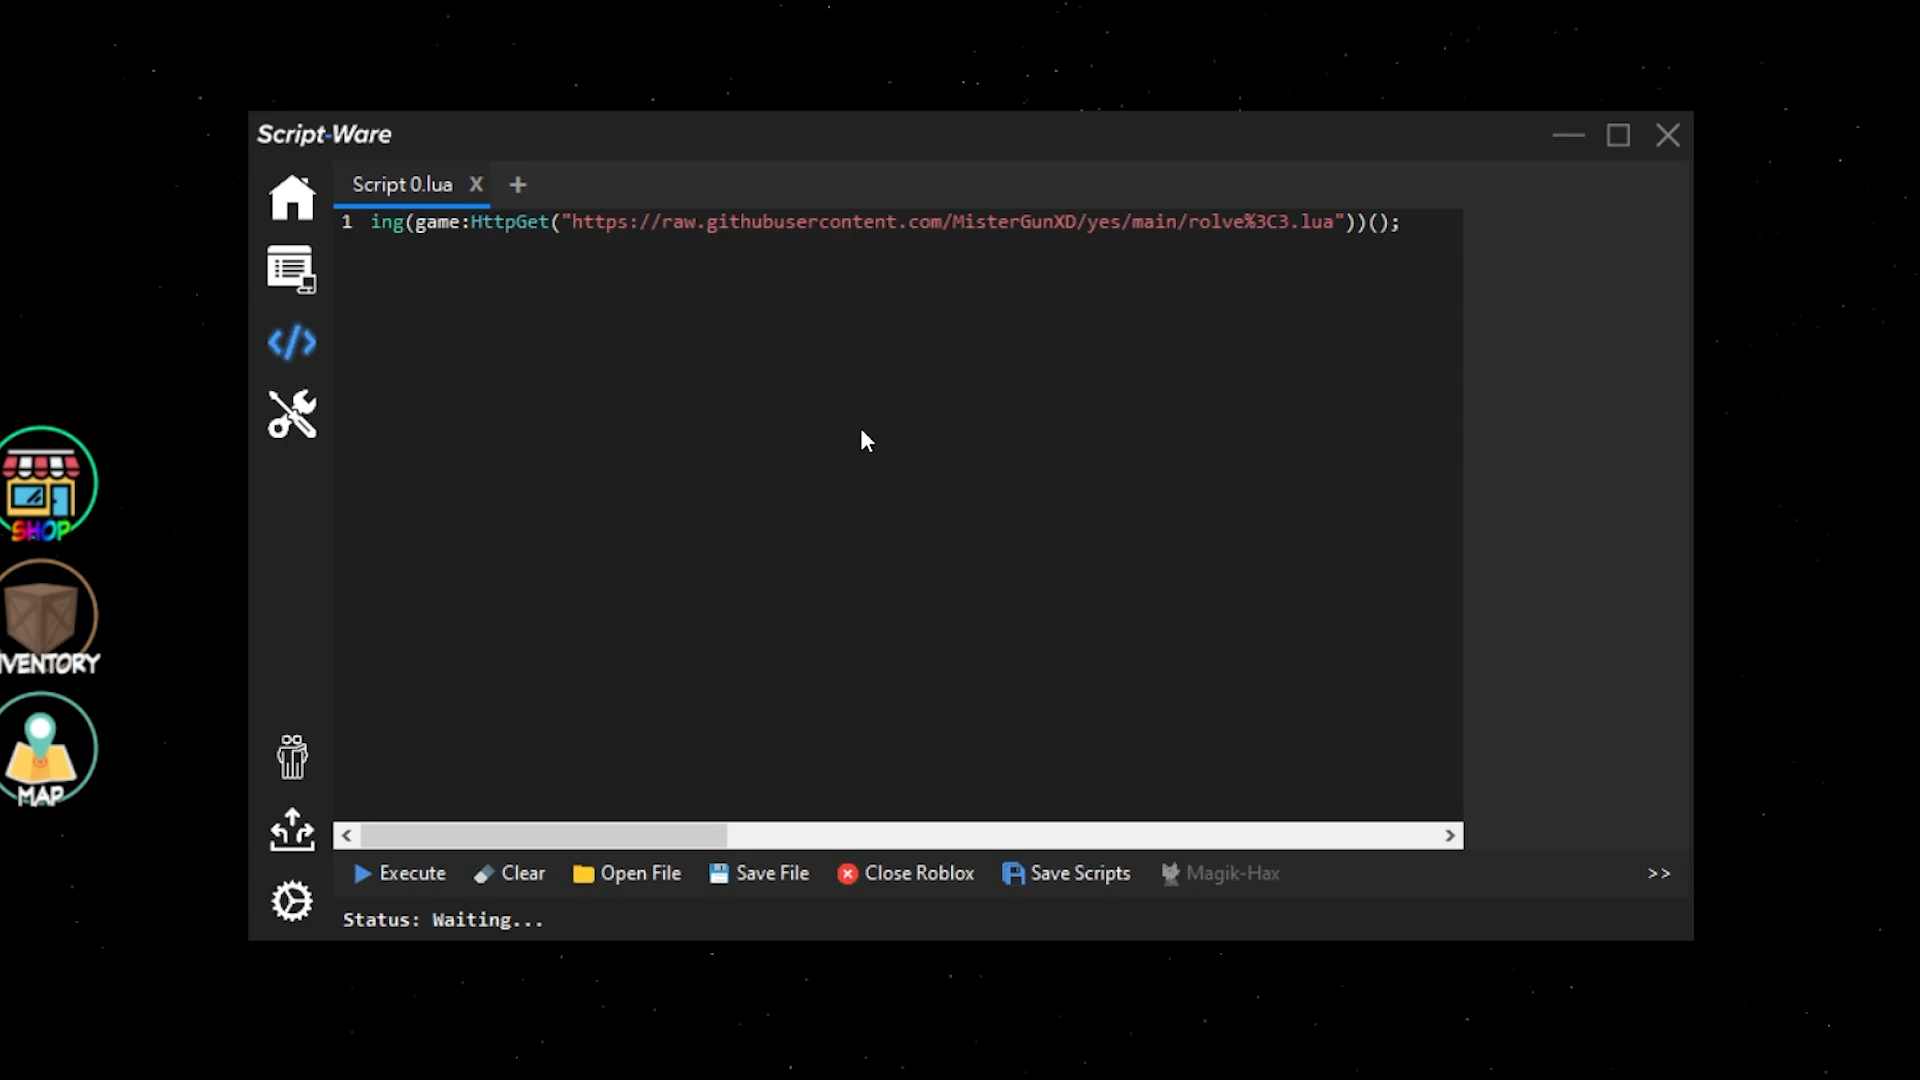 Script-Ware
Script 0.lua X +
1 ing(game:HttpGet("https://raw.githubusercontent.com/MisterGunXD/yes/main/rolve%3C3.lua"))();
SHOP
NVENTORY
MAP
Execute Clear Open File Save File Close Roblox Save Scripts Magik-Hax >>
Status: Waiting...